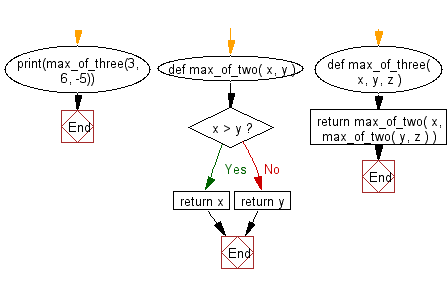 print(max_of_three(3,
6, -5))
End
def max_of_two( x, y )
x > y ?
Yes
No
return x
return y
End
def max_of_three(
x, y, z )
return max_of_two( x,
max_of_two( y, z ) )
End